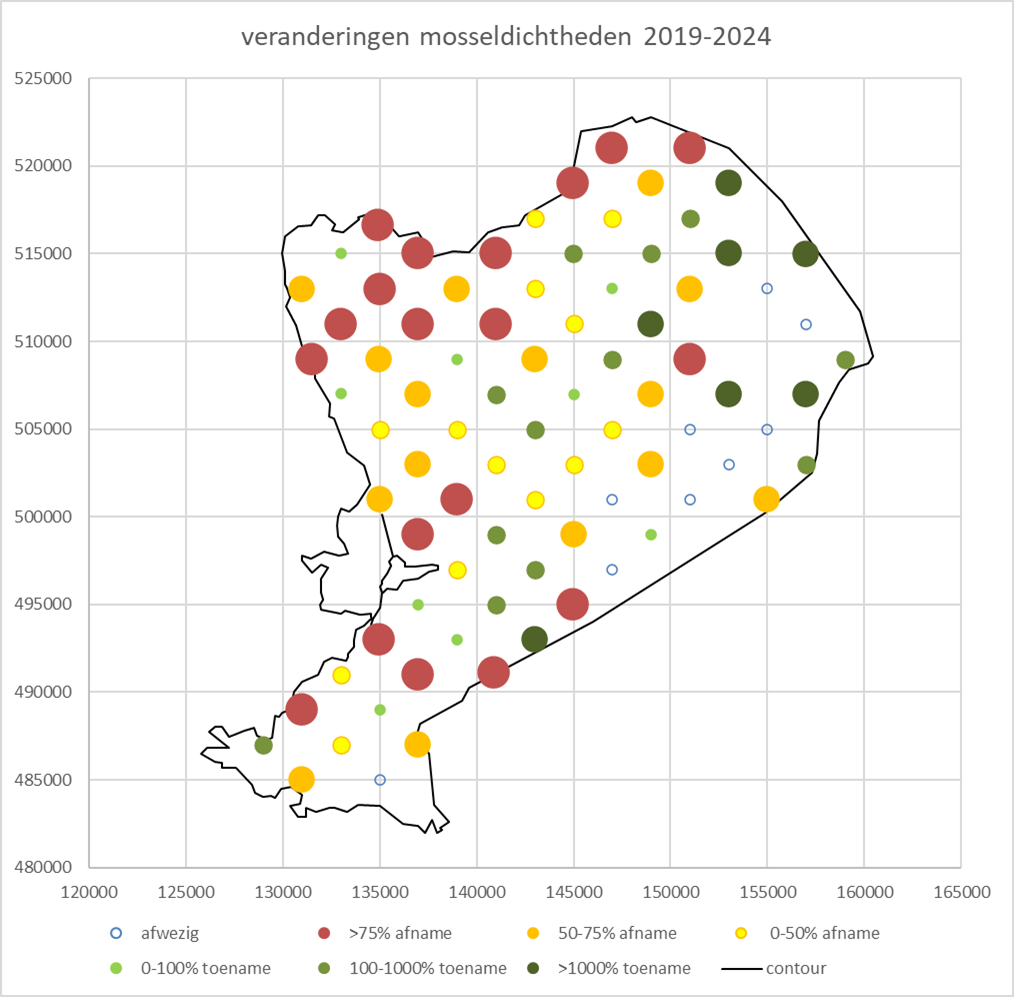 veranderingen mosseldichtheden 2019-2024
525000
520000
515000
510000
505000
500000
495000
490000
485000
480000
120000 125000 130000 135000 140000 145000 150000 155000 160000 165000
afwezig >75% afname 50-75% afname 0-50% afname
0-100% toename 100-1000% toename >1000% toename contour